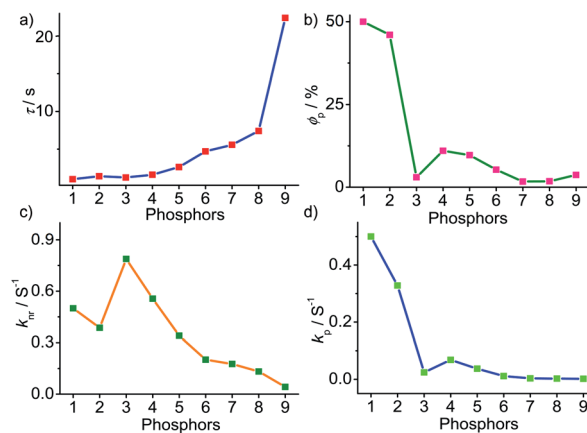 a)
τ / s
20
10
1 2 3 4 5 6 7 8 9
Phosphors
b)
ϕp / %
50
25
0
1 2 3 4 5 6 7 8 9
Phosphors
c)
knr / S-1
0.9
0.6
0.3
0.0
1 2 3 4 5 6 7 8 9
Phosphors
d)
kp / S-1
0.4
0.2
0.0
1 2 3 4 5 6 7 8 9
Phosphors